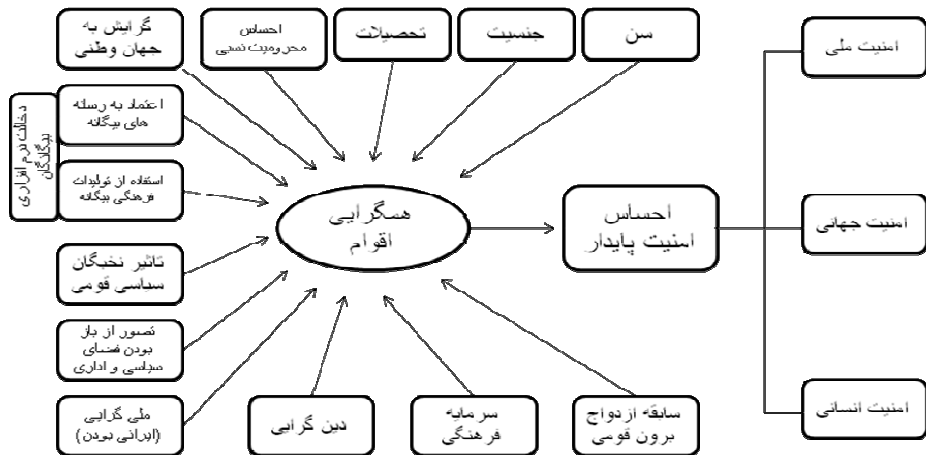 گرایش به
جهان وطنی
احساس
محرومیت نسبی
تحصیلات
جنسیت
سن
امنیت ملی
دخالت نرم افزاری
بیگانگان
اعتماد به رسانه
های بیگانه
استفاده از تولیدات
فرهنگی بیگانه
همگرایی
اقوام
احساس
امنیت پایدار
امنیت جهانی
تاثیر نخبگان
سیاسی قومی
تصور از باز
بودن فضای
سیاسی و اداری
ملی گرایی
(ایرانی بودن)
دین گرایی
سرمایه
فرهنگی
سابقه ازدواج
برون قومی
امنیت انسانی